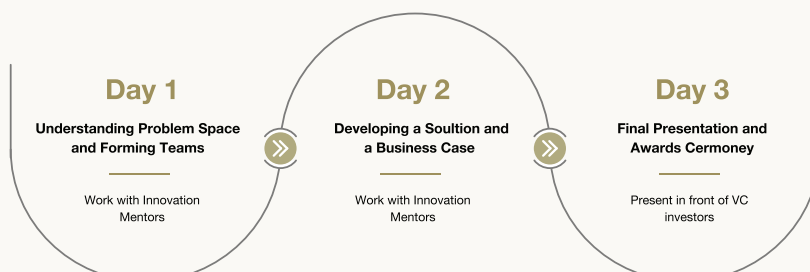 Day 1
Understanding Problem Space
and Forming Teams
Work with Innovation
Mentors
Day 2
Developing a Soultion and
a Business Case
Work with Innovation
Mentors
Day 3
Final Presentation and
Awards Cermoney
Present in front of VC
investors